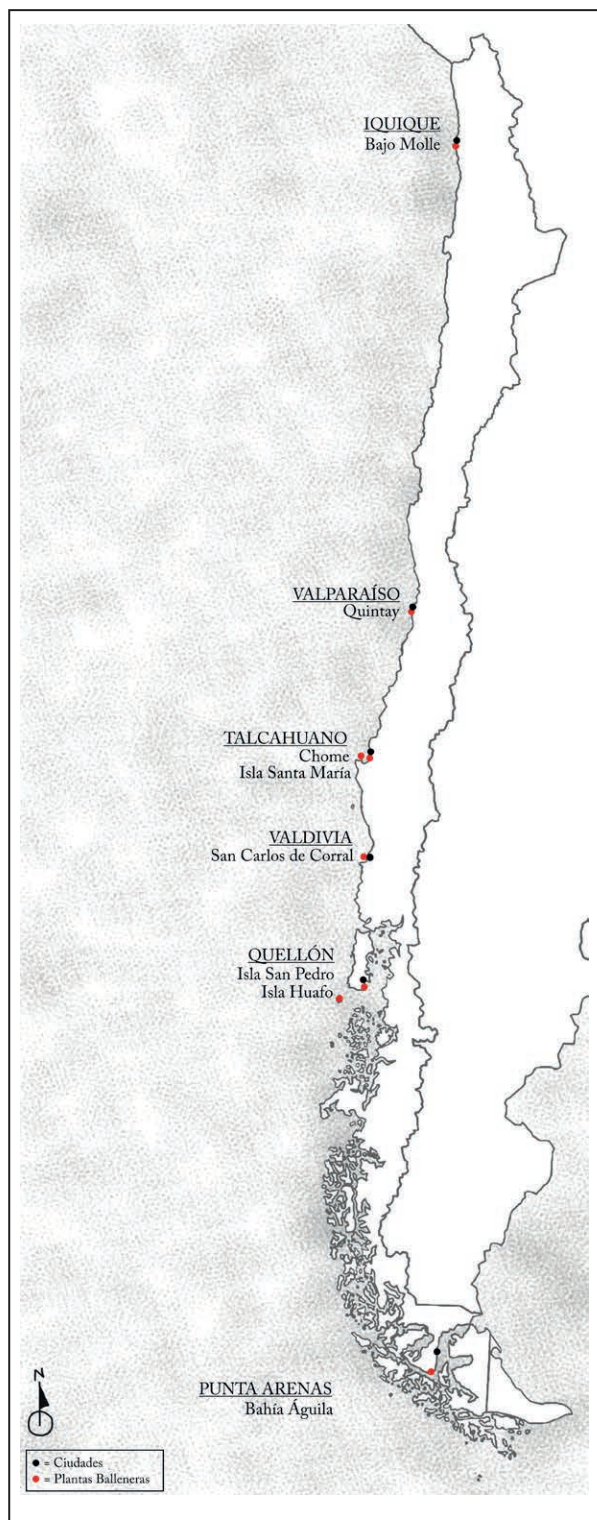 IQUIQUE
Bajo Molle
VALPARAÍSO
Quintay
TALCAHUANO
Chome
Isla Santa María
VALDIVIA
San Carlos de Corral
QUELLÓN
Isla San Pedro
Isla Huafo
PUNTA ARENAS
Bahía Águila
N
= Ciudades
= Plantas Balleneras